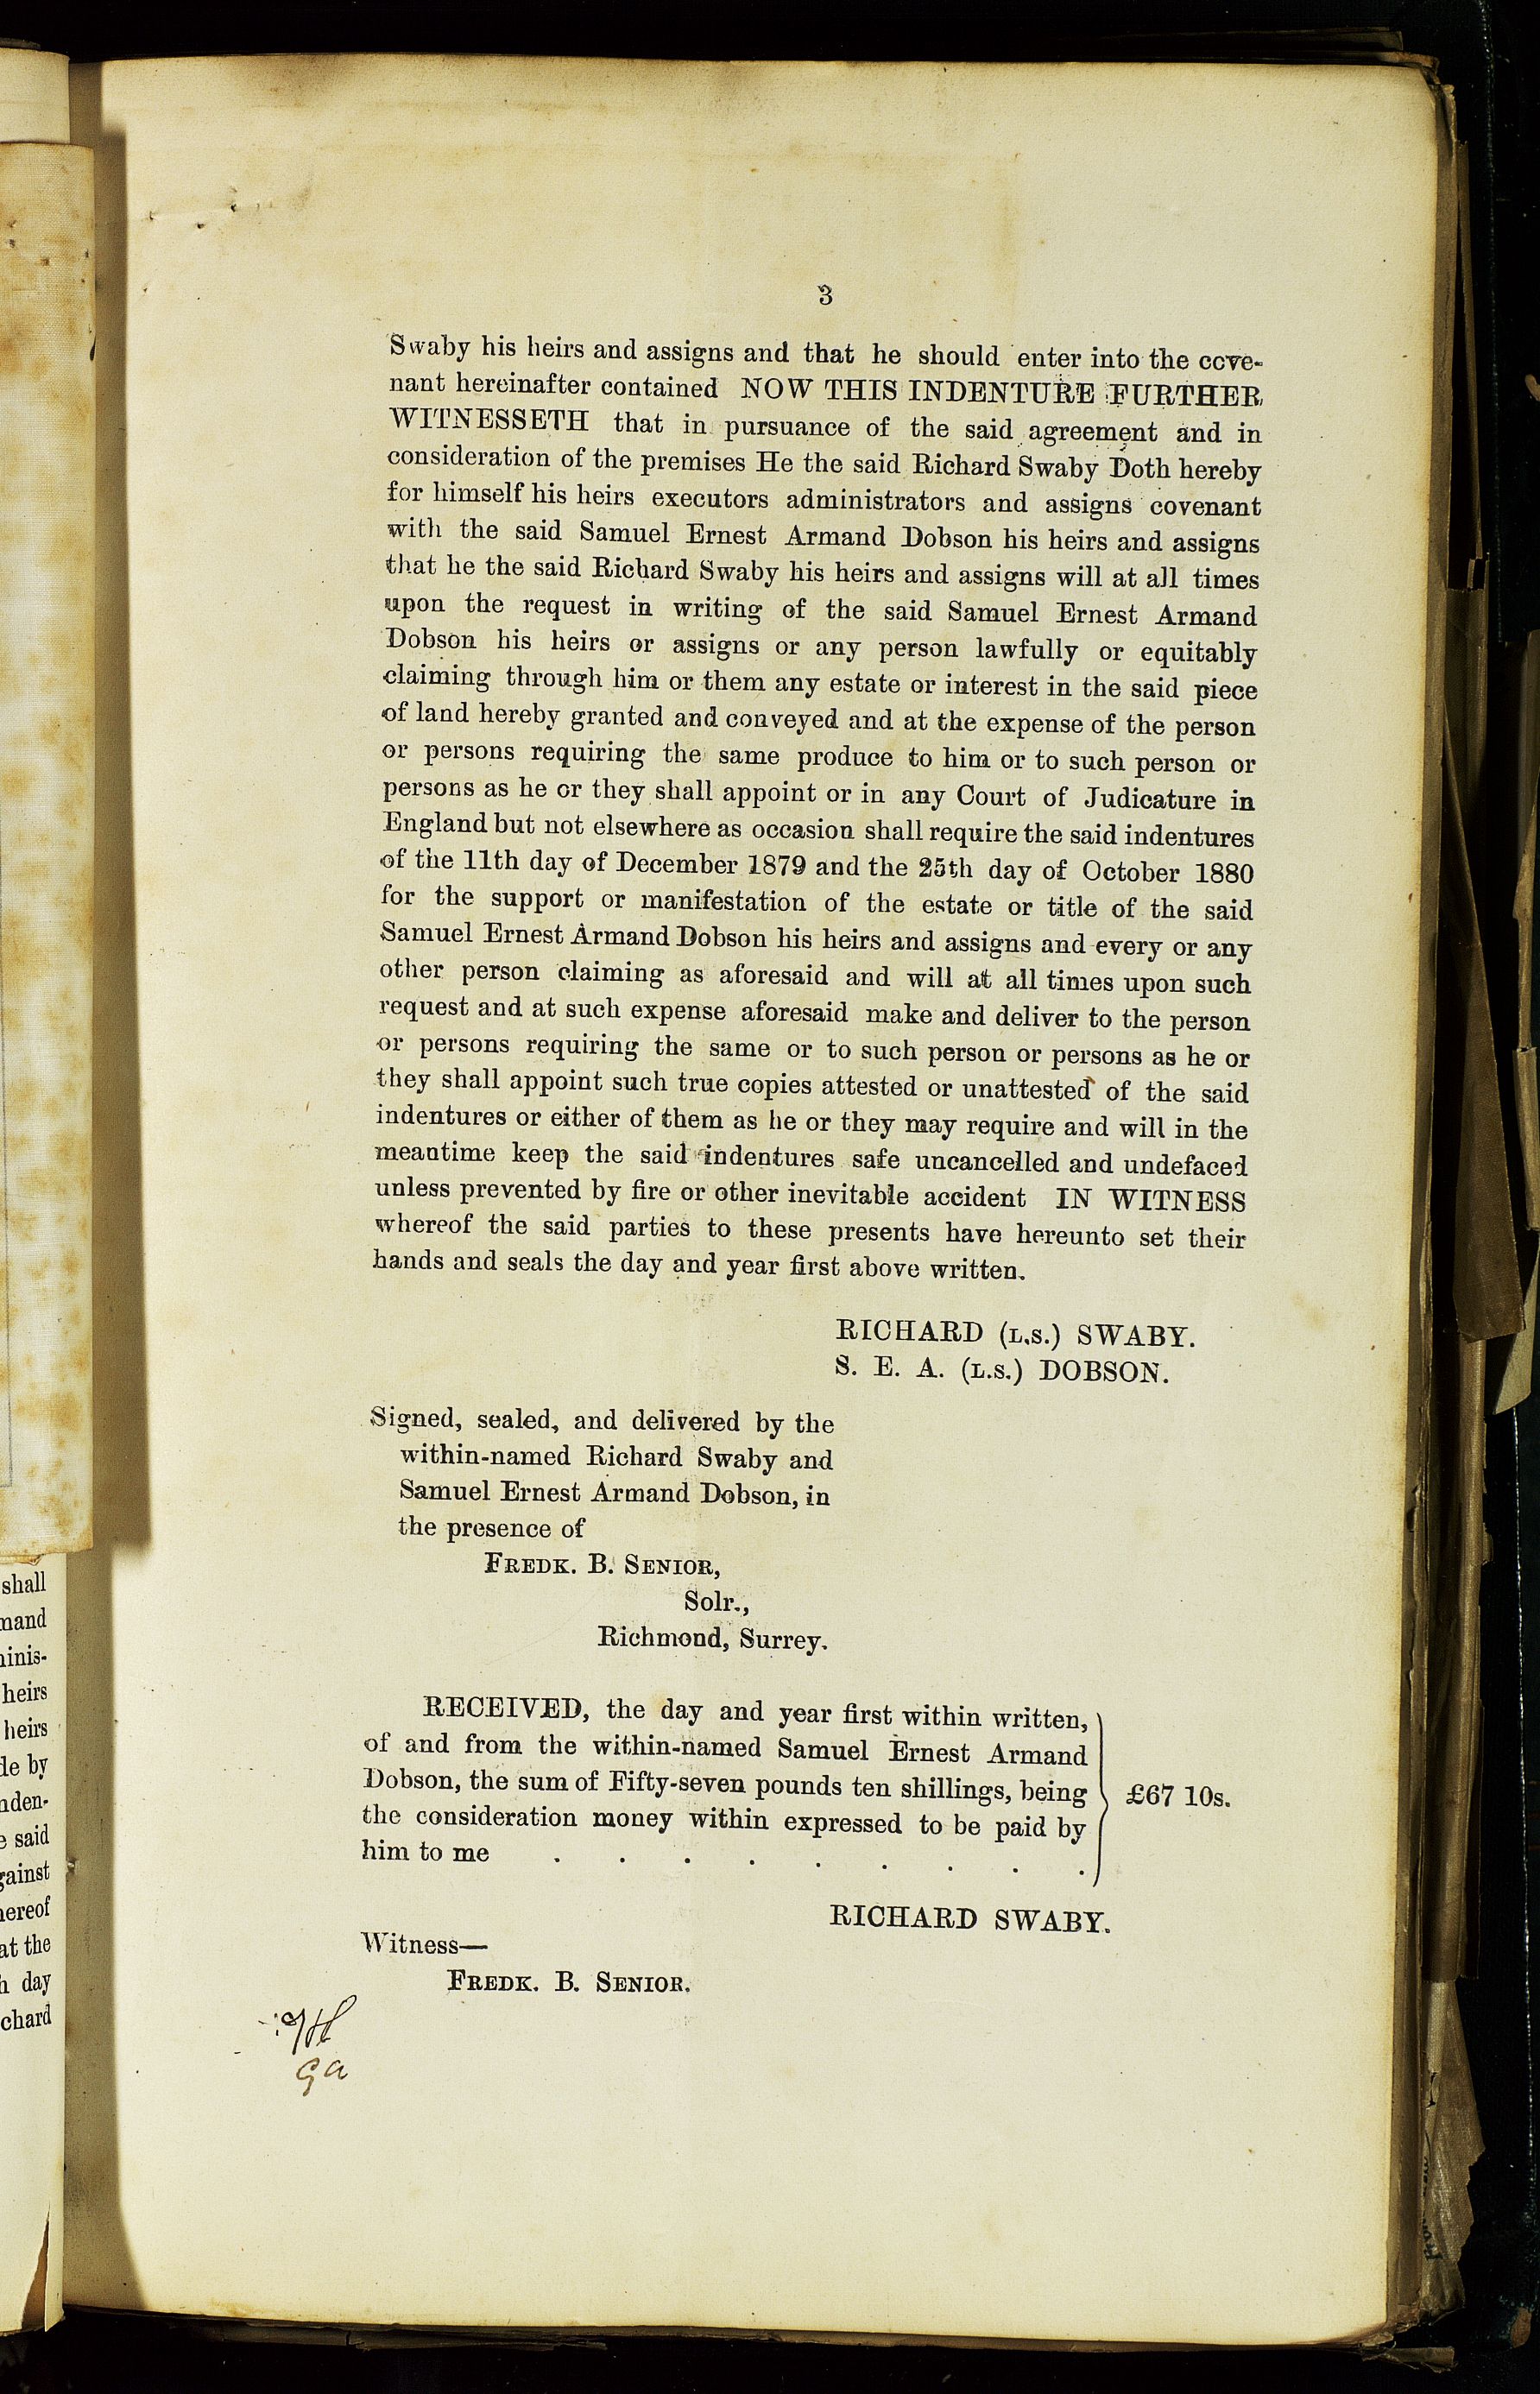 shall
mand
minis-
heirs
heirs
de by
nden-
e said
gainst
hereof
at the
h day
chard
3
Swaby his heirs and assigns and that he should enter into the cove-
nant hereinafter contained NOW THIS INDENTURE FURTHER
WITNESSETH that in pursuance of the said agreement and in
consideration of the premises He the said Richard Swaby Doth hereby
for himself his heirs executors administrators and assigns covenant
with the said Samuel Ernest Armand Dobson his heirs and assigns
that he the said Richard Swaby his heirs and assigns will at all times
upon the request in writing of the said Samuel Ernest Armand
Dobson his heirs or assigns or any person lawfully or equitably
claiming through him or them any estate or interest in the said piece
of land hereby granted and conveyed and at the expense of the person
or persons requiring the same produce to him or to such person or
persons as he or they shall appoint or in any Court of Judicature in
England but not elsewhere as occasion shall require the said indentures
of the 11th day of December 1879 and the 25th day of October 1880
for the support or manifestation of the estate or title of the said
Samuel Ernest Armand Dobson his heirs and assigns and every or any
other person claiming as aforesaid and will at all times upon such
request and at such expense aforesaid make and deliver to the person
or persons requiring the same or to such person or persons as he or
they shall appoint such true copies attested or unattested of the said
indentures or either of them as he or they may require and will in the
meantime keep the said indentures safe uncancelled and undefaced
unless prevented by fire or other inevitable accident IN WITNESS
whereof the said parties to these presents have hereunto set their
hands and seals the day and year first above written.
RICHARD (L.S.) SWABY.
S. E. A. (L.S.) DOBSON.
Signed, sealed, and delivered by the
within-named Richard Swaby and
Samuel Ernest Armand Dobson, in
the presence of
FREDK. B. SENIOR,
Solr.,
Richmond, Surrey.
RECEIVED, the day and year first within written,
of and from the within-named Samuel Ernest Armand
Dobson, the sum of Fifty-seven pounds ten shillings, being
the consideration money within expressed to be paid by
him to me . . . . . . . . .
£67 10s.
RICHARD SWABY.
Witness—
FREDK. B. SENIOR.